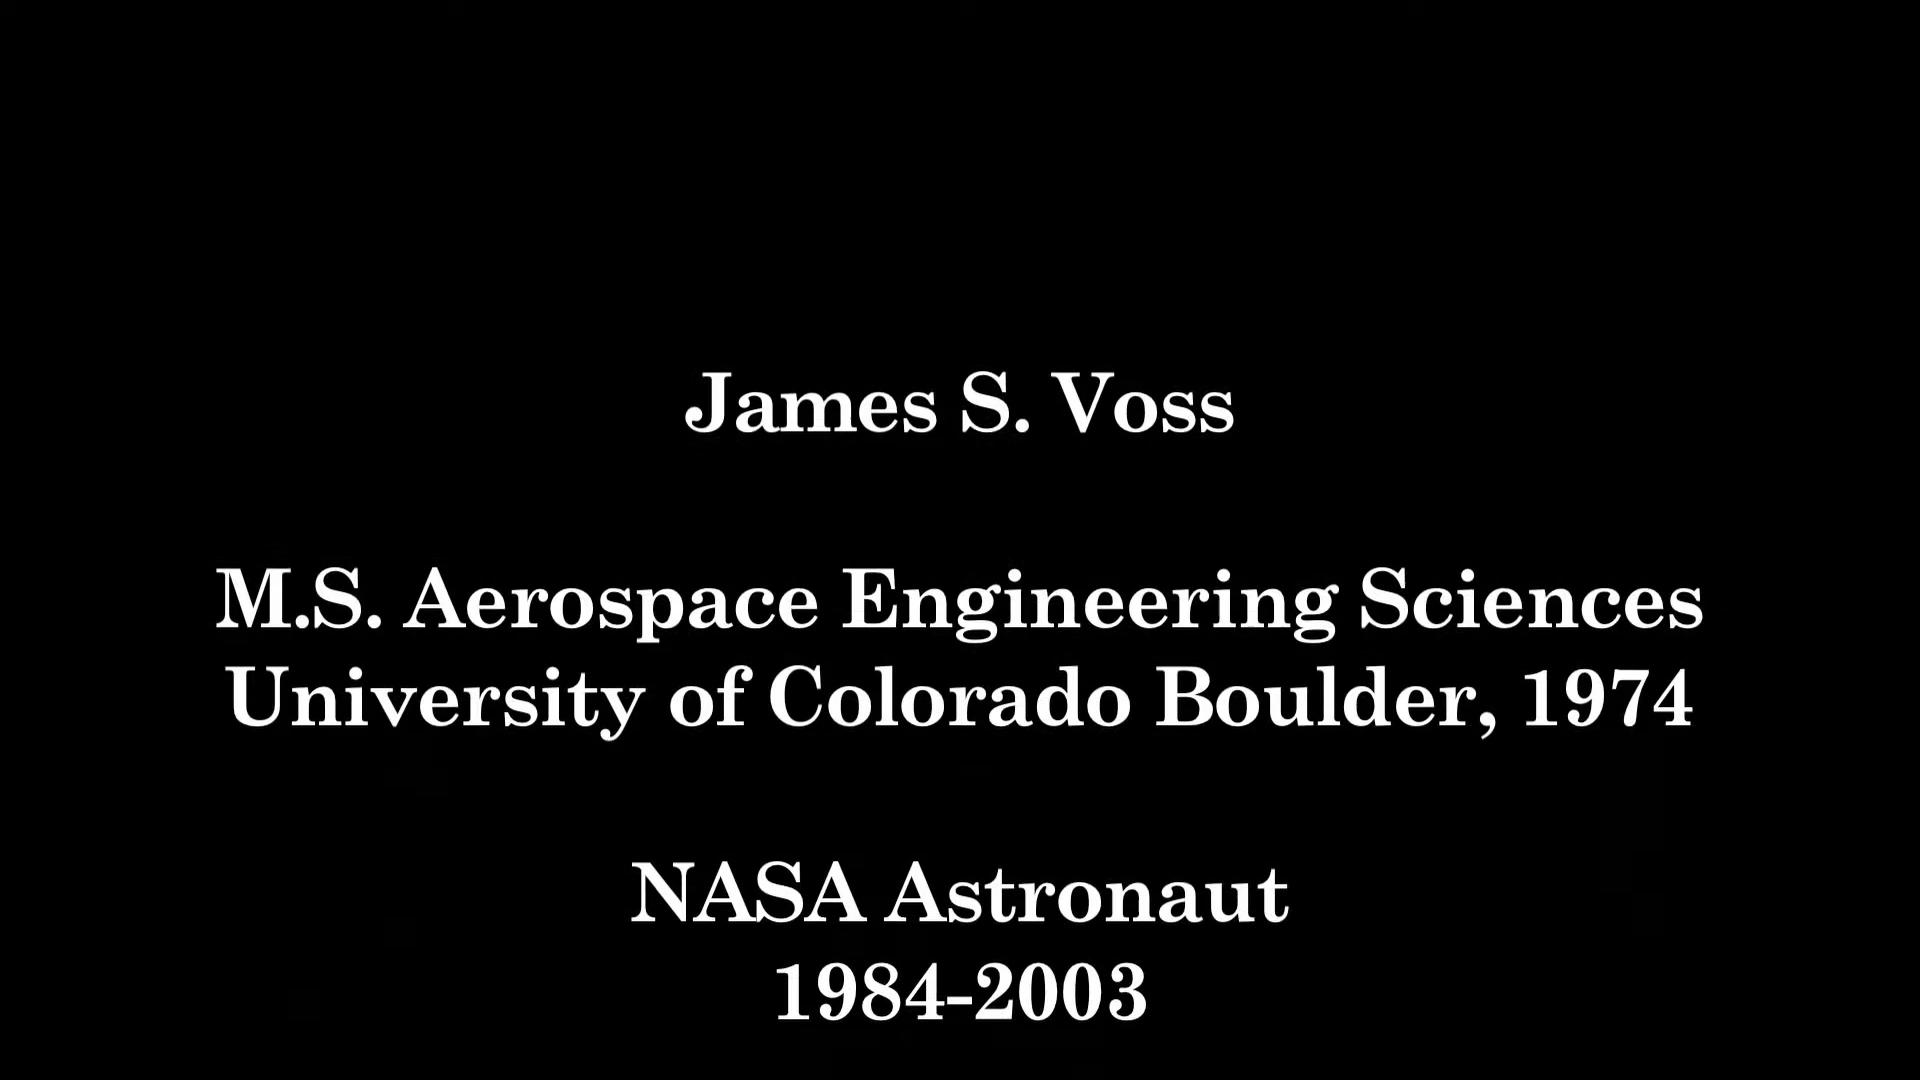 James S. Voss
M.S. Aerospace Engineering Sciences
University of Colorado Boulder, 1974
NASA Astronaut
1984-2003